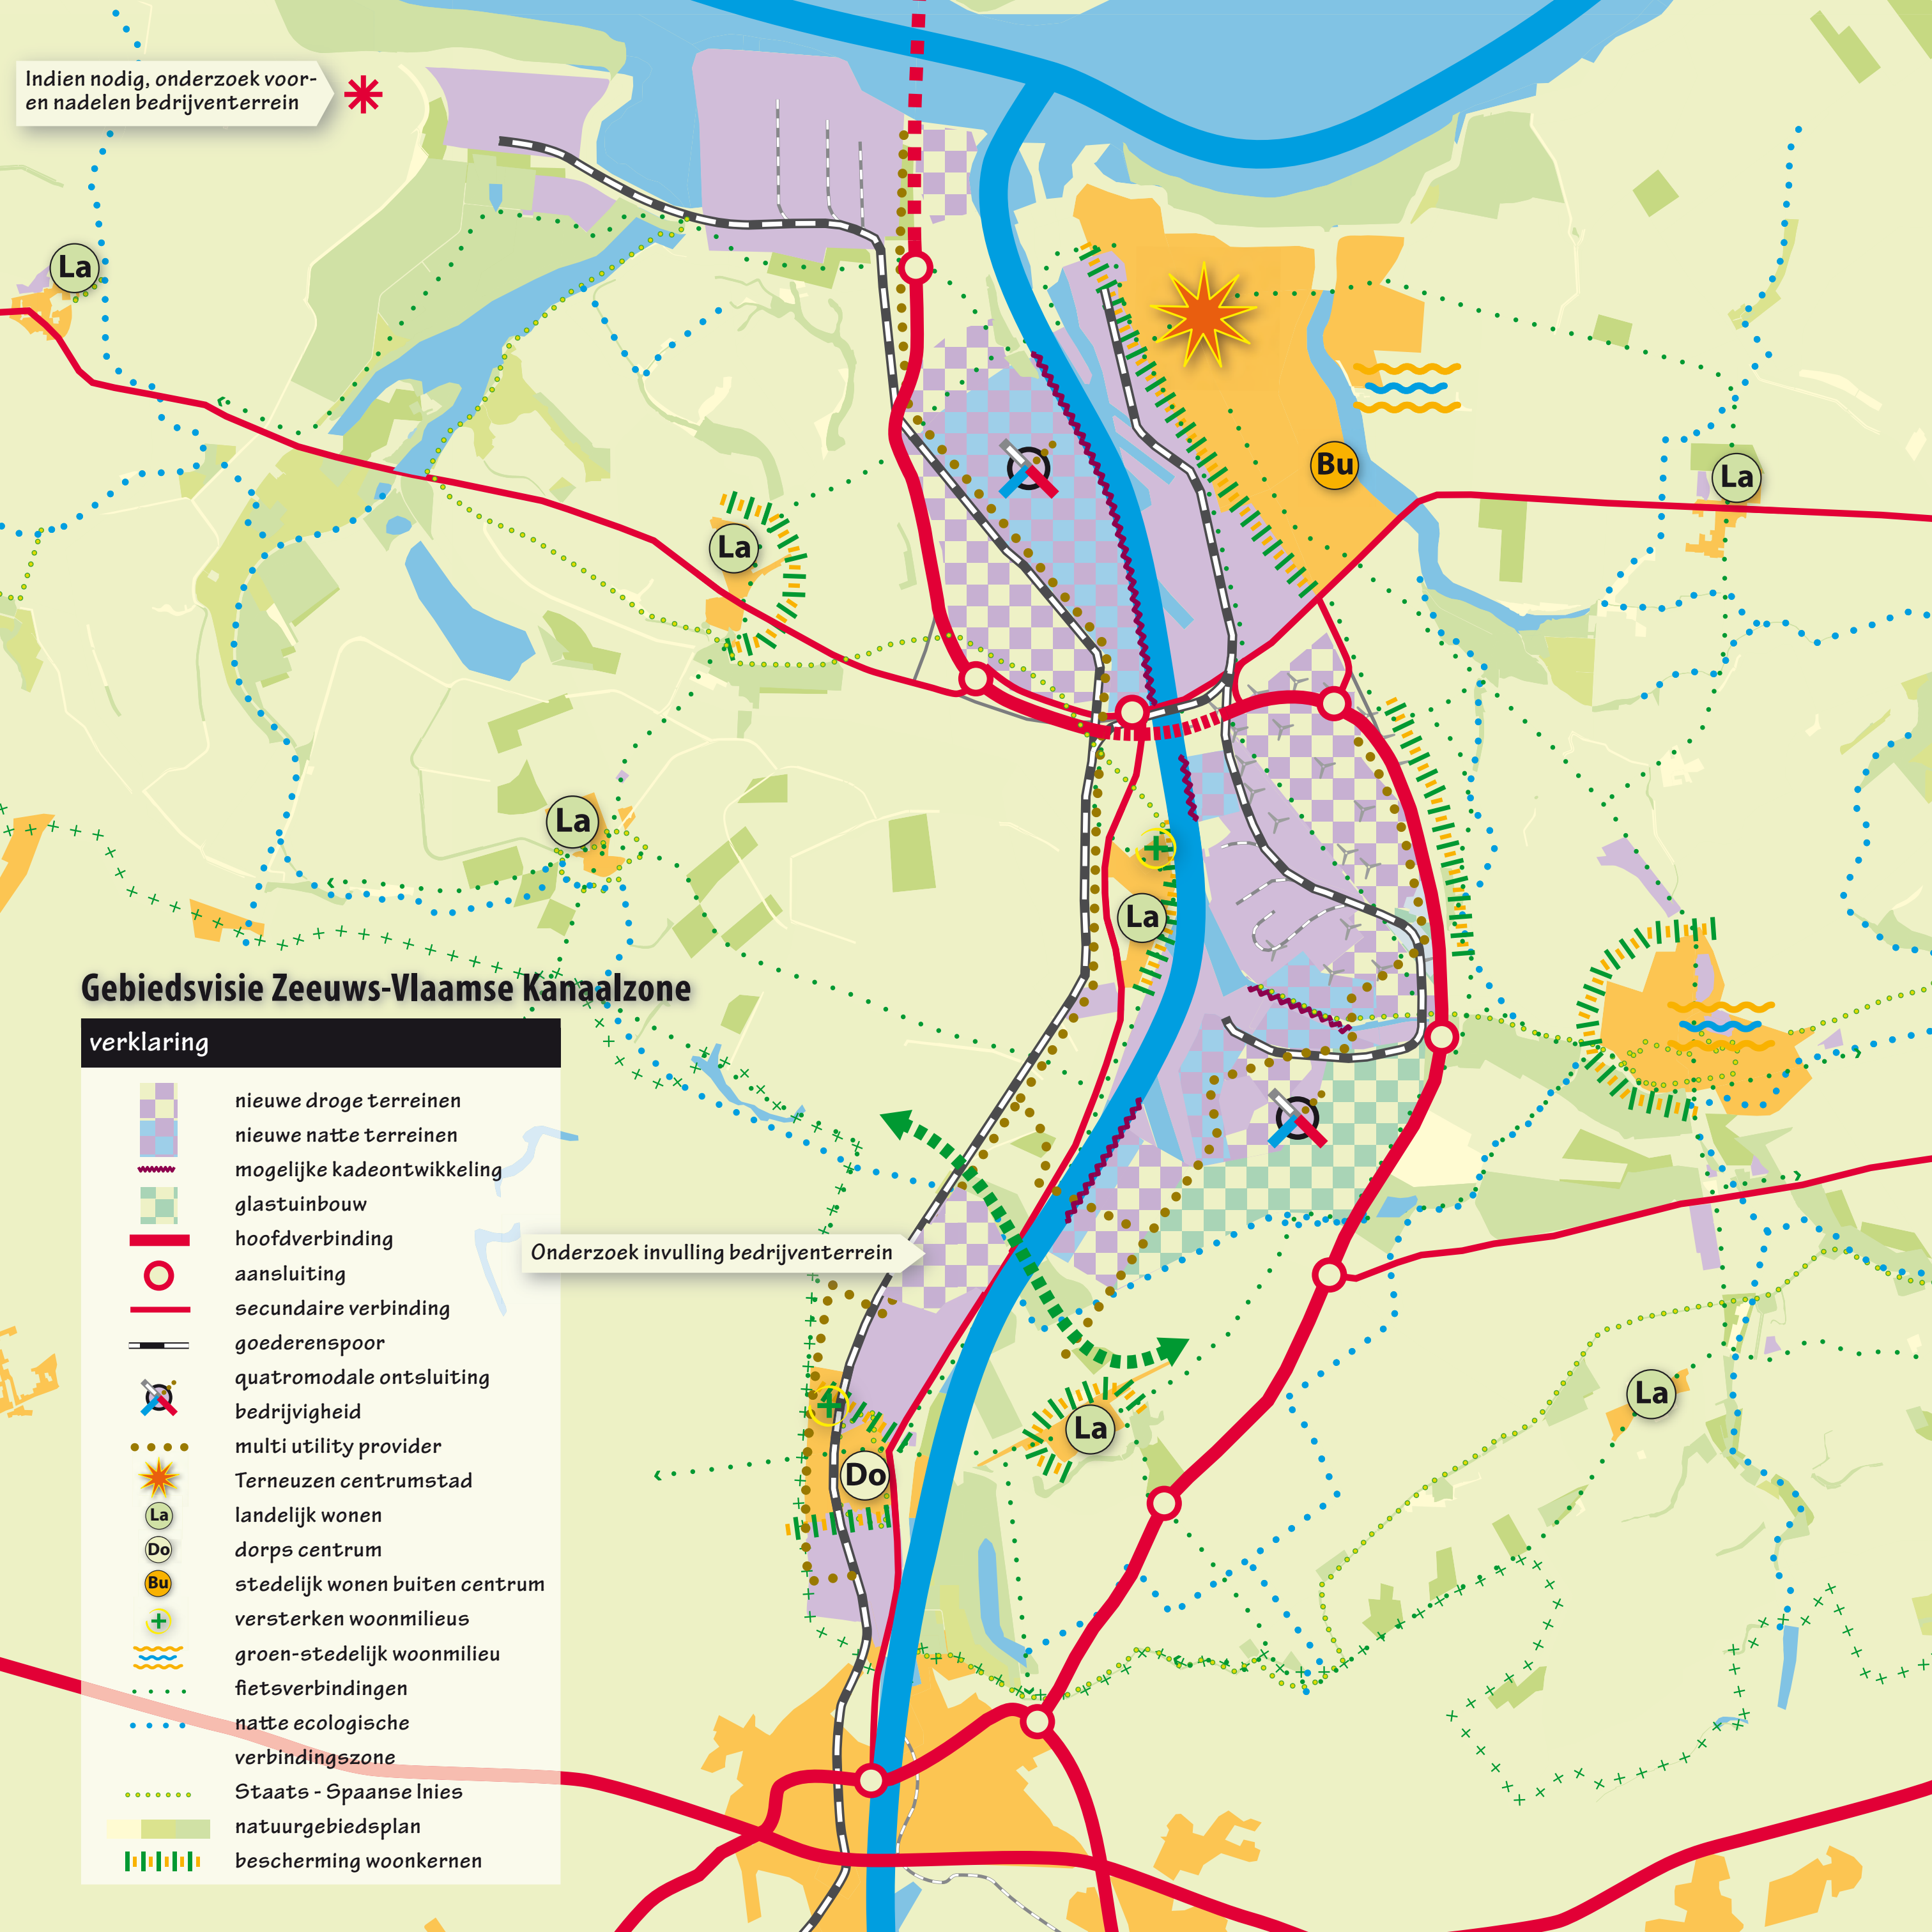 Indien nodig, onderzoek voor-
en nadelen bedrijventerrein
La
Bu
La
La
La
La
Gebiedsvisie Zeeuws-Vlaamse Kanaalzone
verklaring
nieuwe droge terreinen
nieuwe natte terreinen
mogelijke kadeontwikkeling
glastuinbouw
hoofdverbinding
aansluiting
secundaire verbinding
goederenspoor
quatromodale ontsluiting
bedrijvigheid
multi utility provider
Terneuzen centrumstad
La landelijk wonen
Do dorps centrum
Bu stedelijk wonen buiten centrum
versterken woonmilieus
groen-stedelijk woonmilieu
fietsverbindingen
natte ecologische
verbindingszone
Staats - Spaanse lnies
natuurgebiedsplan
bescherming woonkernen
Onderzoek invulling bedrijventerrein
La
La
Do